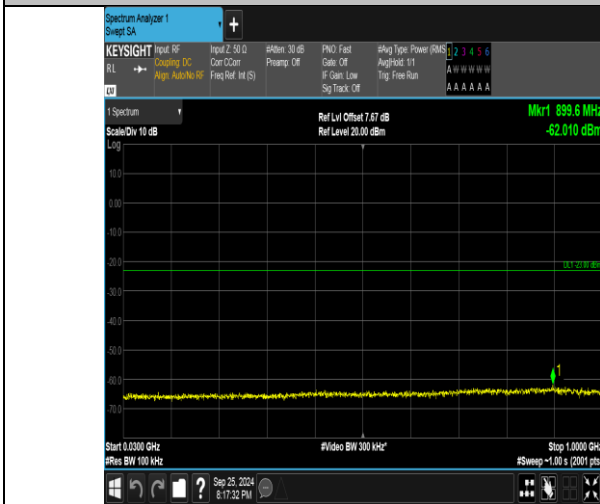 Spectrum Analyzer 1
Swept SA
+
KEYSIGHT
RL
Input: RF
Coupling: DC
Align: Auto/No RF
Input Z: 50 Ω
Corr CCorr
Freq Ref: Int (S)
#Atten: 30 dB
Preamp: Off
PNO: Fast
Gate: Off
IF Gain: Low
Sig Track: Off
#Avg Type: Power (RMS
Avg|Hold: 1/1
Trig: Free Run
1 2 3 4 5 6
A W W W W W
A A A A A A
1 Spectrum
Scale/Div 10 dB
Ref Lvl Offset 7.67 dB
Ref Level 20.00 dBm
Mkr1 899.6 MHz
-62.010 dBm
Log
10.0
0.00
-10.0
-20.0
DL1 -23.00 dBm
-30.0
-40.0
-50.0
1
-60.0
-70.0
Start 0.0300 GHz
#Res BW 100 kHz
#Video BW 300 kHz*
Stop 1.0000 GHz
#Sweep ~1.00 s (2001 pts
?
Sep 25, 2024
8:17:32 PM